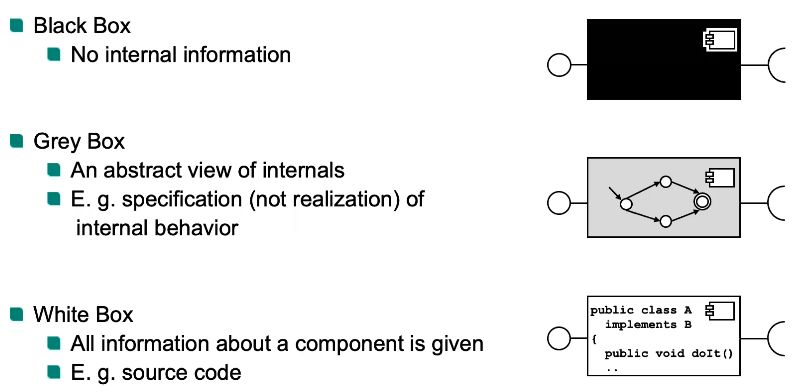 Black Box
No internal information
Grey Box
An abstract view of internals
E. g. specification (not realization) of
internal behavior
White Box
All information about a component is given
E. g. source code
public class A
implements B
{
public void doIt()
..